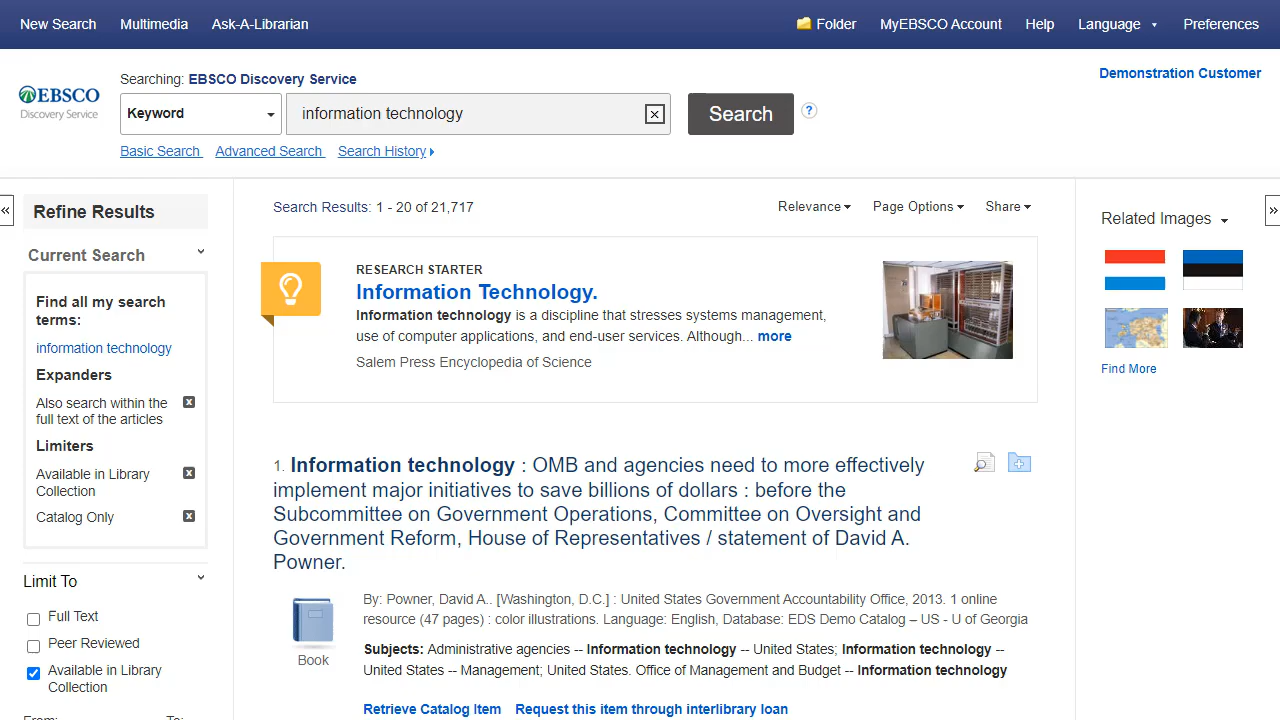 New Search Multimedia Ask-A-Librarian Folder MyEBSCO Account Help Language Preferences
Searching: EBSCO Discovery Service
Demonstration Customer
EBSCO
Discovery Service
Keyword information technology Search ?
Basic Search Advanced Search Search History
« Refine Results
Search Results: 1 - 20 of 21,717 Relevance Page Options Share
Related Images »
Current Search
Find all my search
terms:
information technology
Expanders
Also search within the
full text of the articles
Limiters
Available in Library
Collection
Catalog Only
Limit To
Full Text
Peer Reviewed
Available in Library
Collection
From: To:
RESEARCH STARTER
Information Technology.
Information technology is a discipline that stresses systems management,
use of computer applications, and end-user services. Although... more
Salem Press Encyclopedia of Science
1. Information technology : OMB and agencies need to more effectively
implement major initiatives to save billions of dollars : before the
Subcommittee on Government Operations, Committee on Oversight and
Government Reform, House of Representatives / statement of David A.
Powner.
Book
By: Powner, David A.. [Washington, D.C.] : United States Government Accountability Office, 2013. 1 online
resource (47 pages) : color illustrations. Language: English, Database: EDS Demo Catalog – US - U of Georgia
Subjects: Administrative agencies -- Information technology -- United States; Information technology --
United States -- Management; United States. Office of Management and Budget -- Information technology
Retrieve Catalog Item Request this item through interlibrary loan
Find More